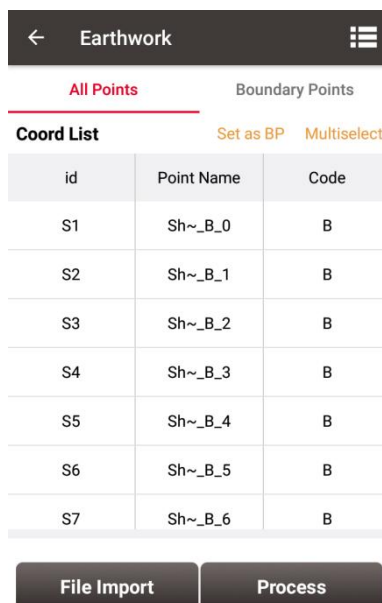 Earthwork
All Points Boundary Points
Coord List Set as BP Multiselect
id Point Name Code
S1 Sh~_B_0 B
S2 Sh~_B_1 B
S3 Sh~_B_2 B
S4 Sh~_B_3 B
S5 Sh~_B_4 B
S6 Sh~_B_5 B
S7 Sh~_B_6 B
File Import Process